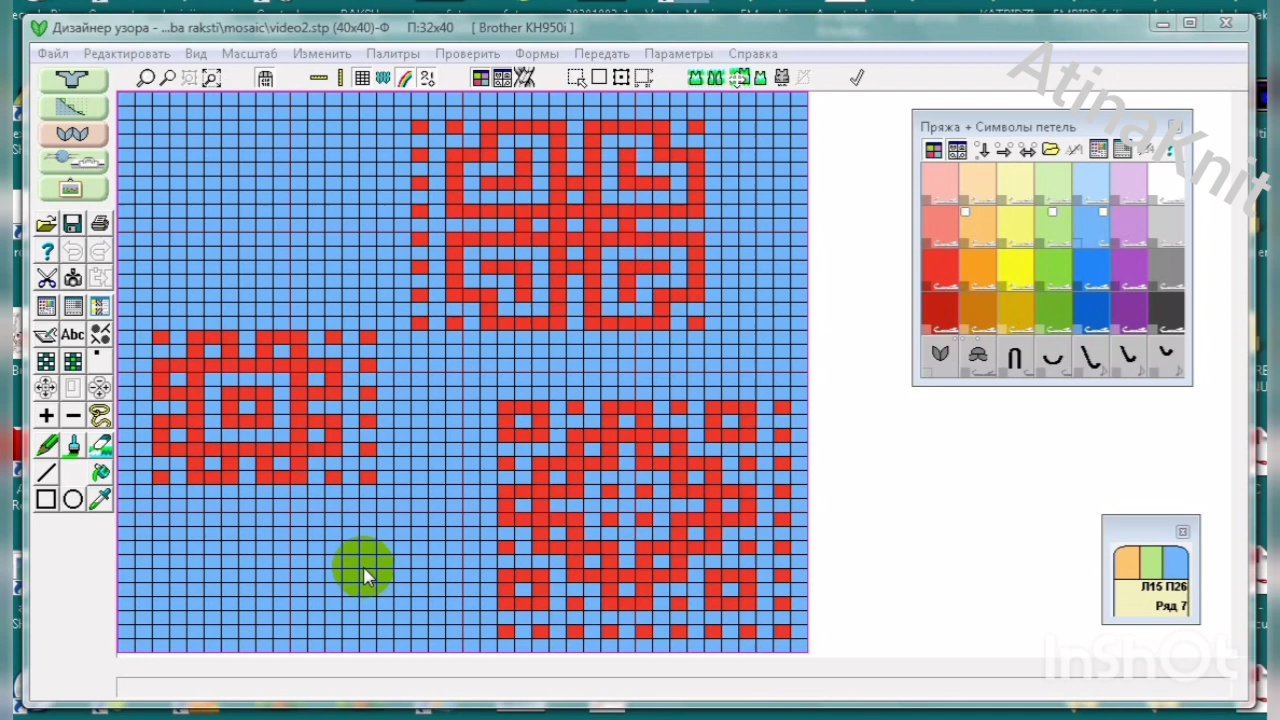 Дизайнер узора - ...ba raksti\mosaic\video2.stp (40x40)-Ф П:32x40 [ Brother KH950i ]
Файл Редактировать Вид Масштаб Изменить Палитры Проверить Формы Передать Параметры Справка
AtinaKnit
Пряжа + Символы петель
Abc
Л15 П26
Ряд 7
InShOt